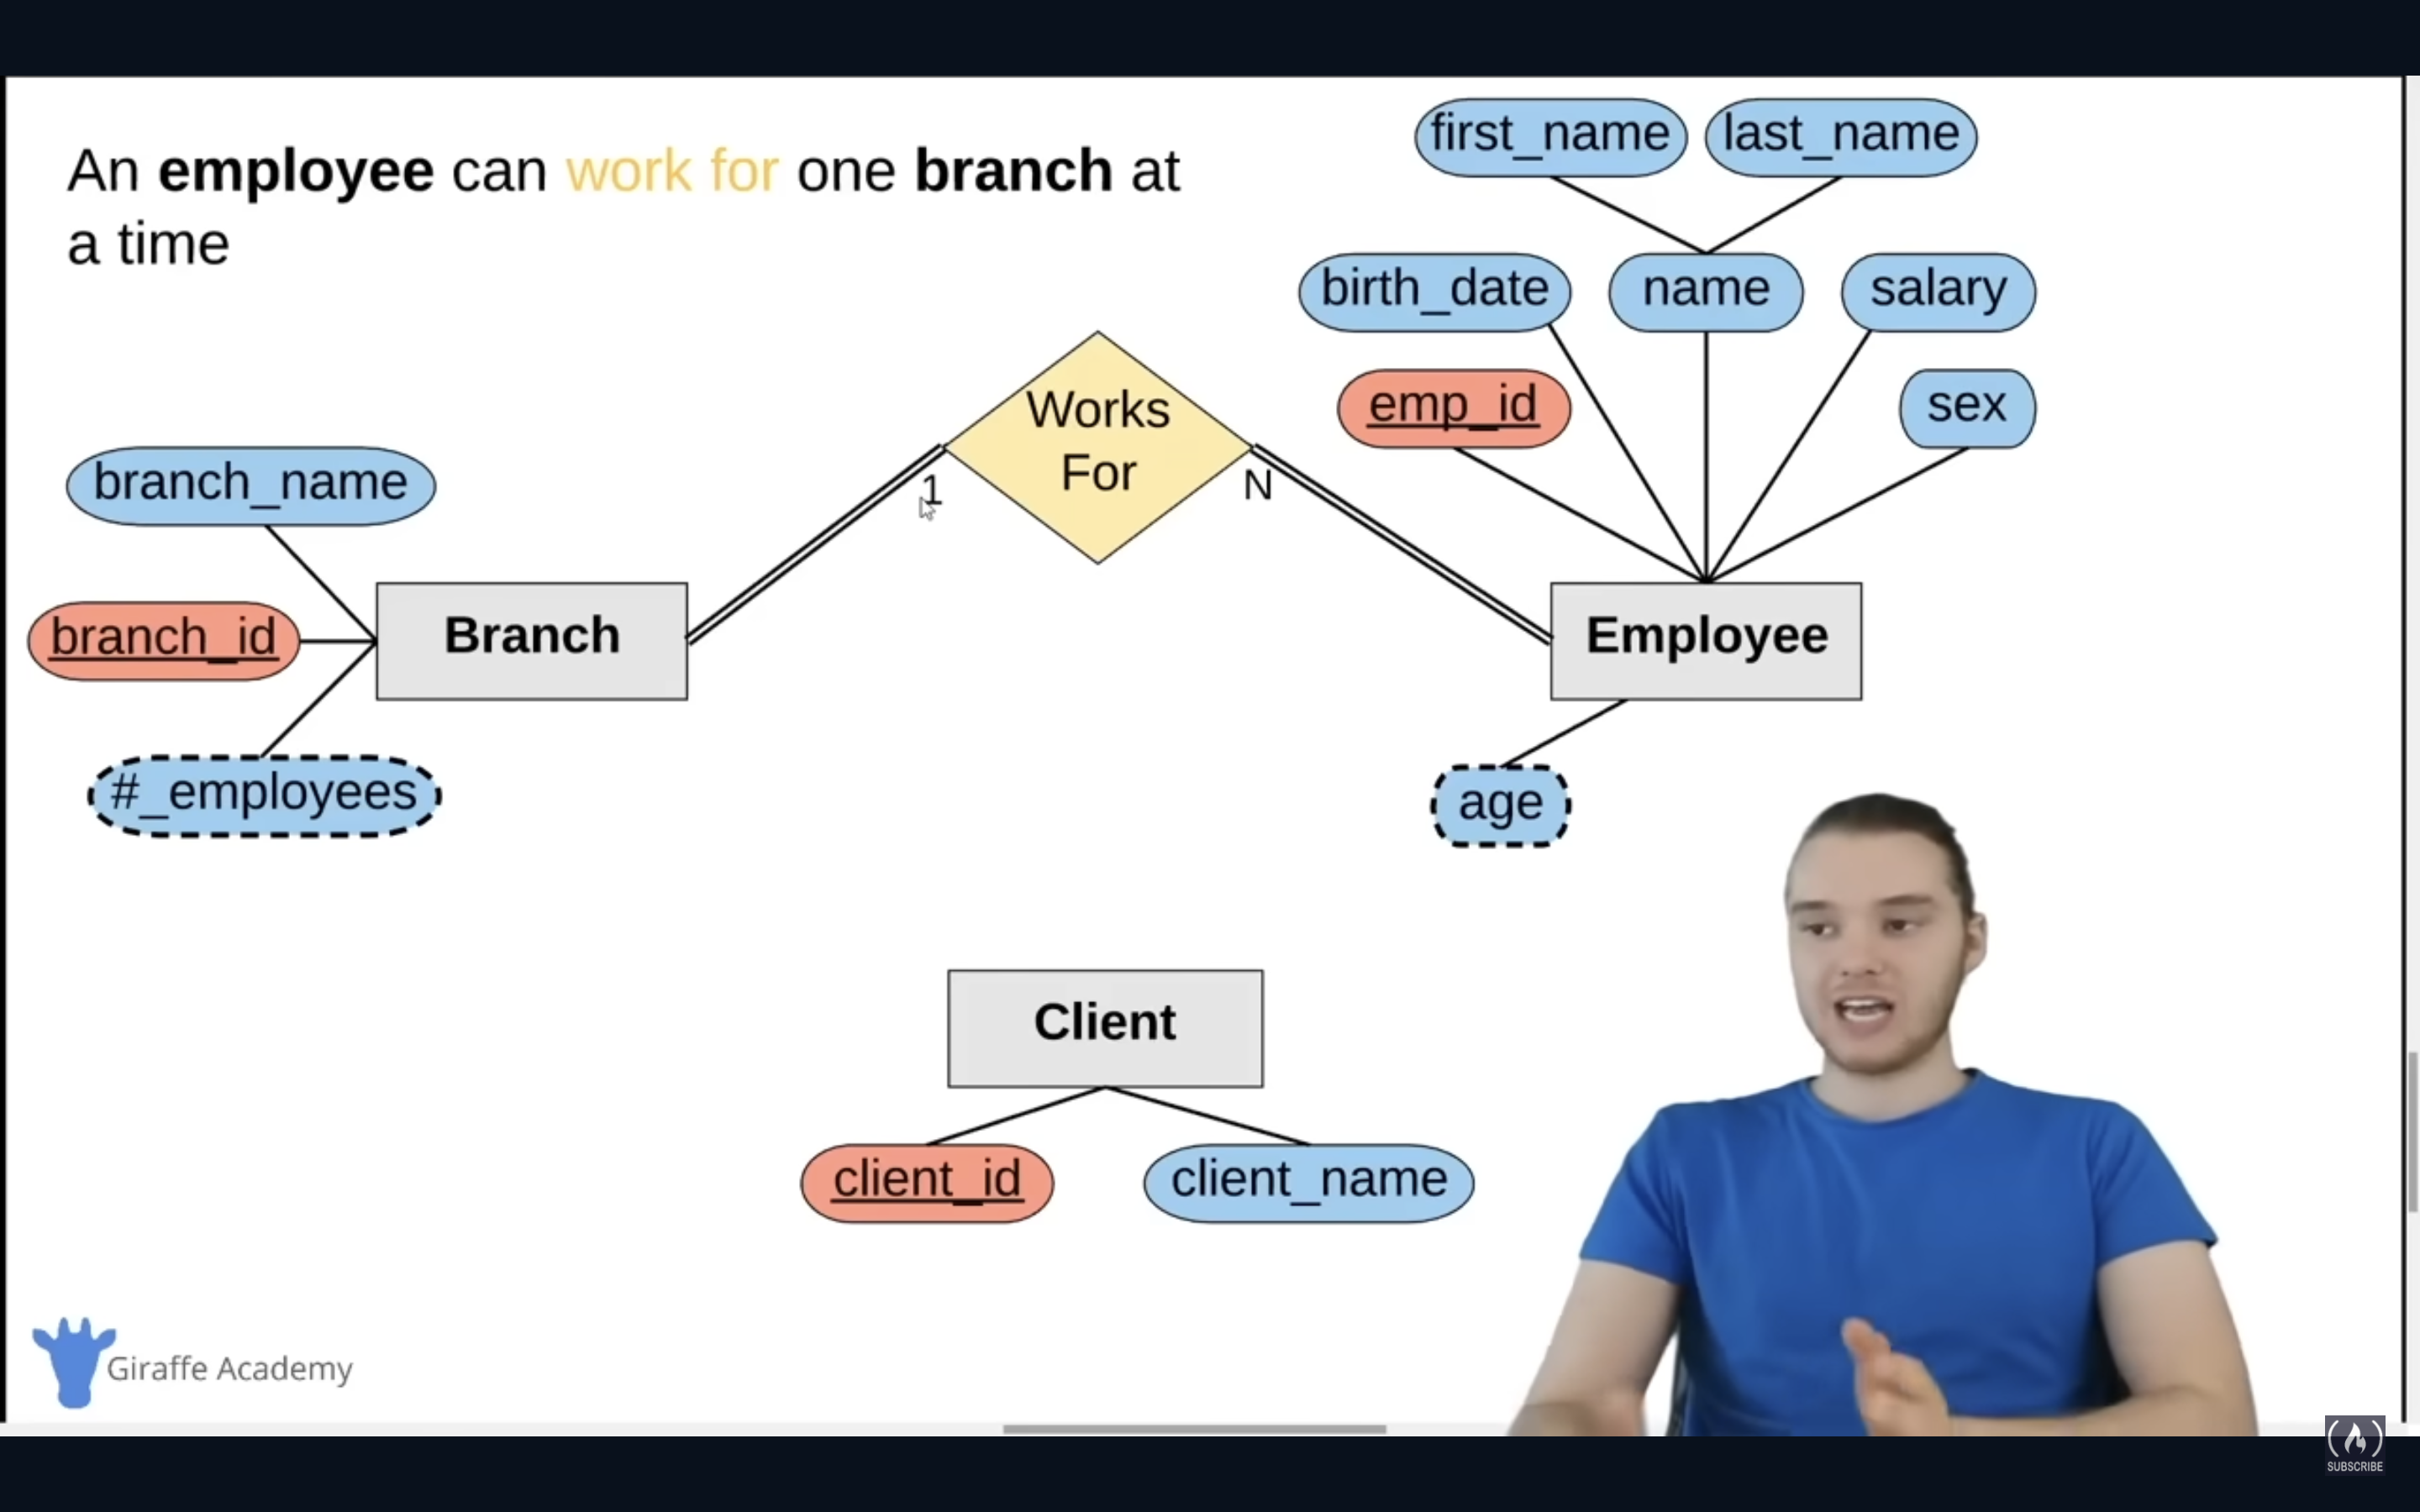 An employee can work for one branch at
a time
first_name
last_name
birth_date
name
salary
emp_id
sex
Works
For
1
N
branch_name
branch_id
Branch
Employee
#_employees
age
Client
client_id
client_name
Giraffe Academy
SUBSCRIBE